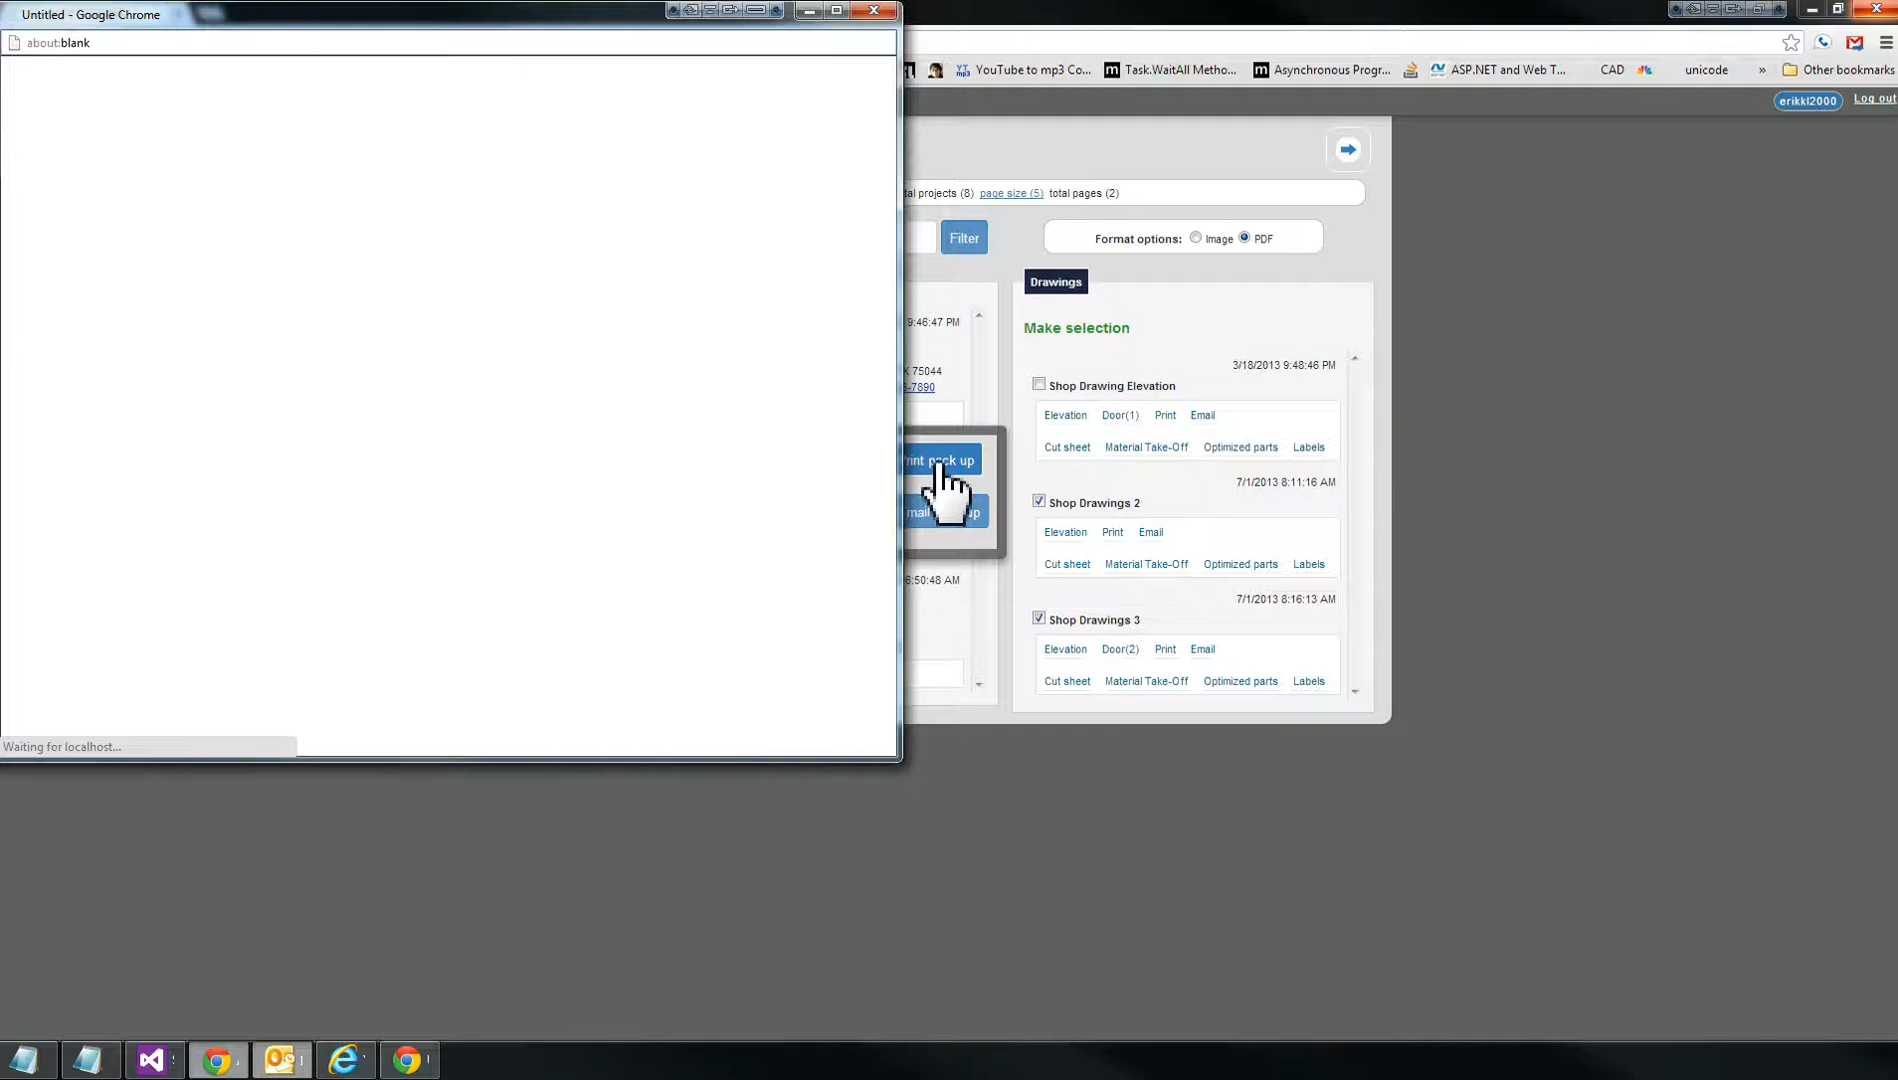 Untitled - Google Chrome
about:blank
YouTube to mp3 Co...
Task.WaitAll Metho...
Asynchronous Progr...
ASP.NET and Web T...
CAD
unicode
»
Other bookmarks
erikkl2000
Log out
tal projects (8) page size (5) total pages (2)
Filter
Format options: Image PDF
Drawings
9:46:47 PM
Make selection
3/18/2013 9:48:46 PM
K 75044
-7890
Shop Drawing Elevation
Elevation Door(1) Print Email
Cut sheet Material Take-Off Optimized parts Labels
rint pack up
7/1/2013 8:11:16 AM
Shop Drawings 2
mail up
Elevation Print Email
Cut sheet Material Take-Off Optimized parts Labels
6:50:48 AM
7/1/2013 8:16:13 AM
Shop Drawings 3
Elevation Door(2) Print Email
Cut sheet Material Take-Off Optimized parts Labels
Waiting for localhost...